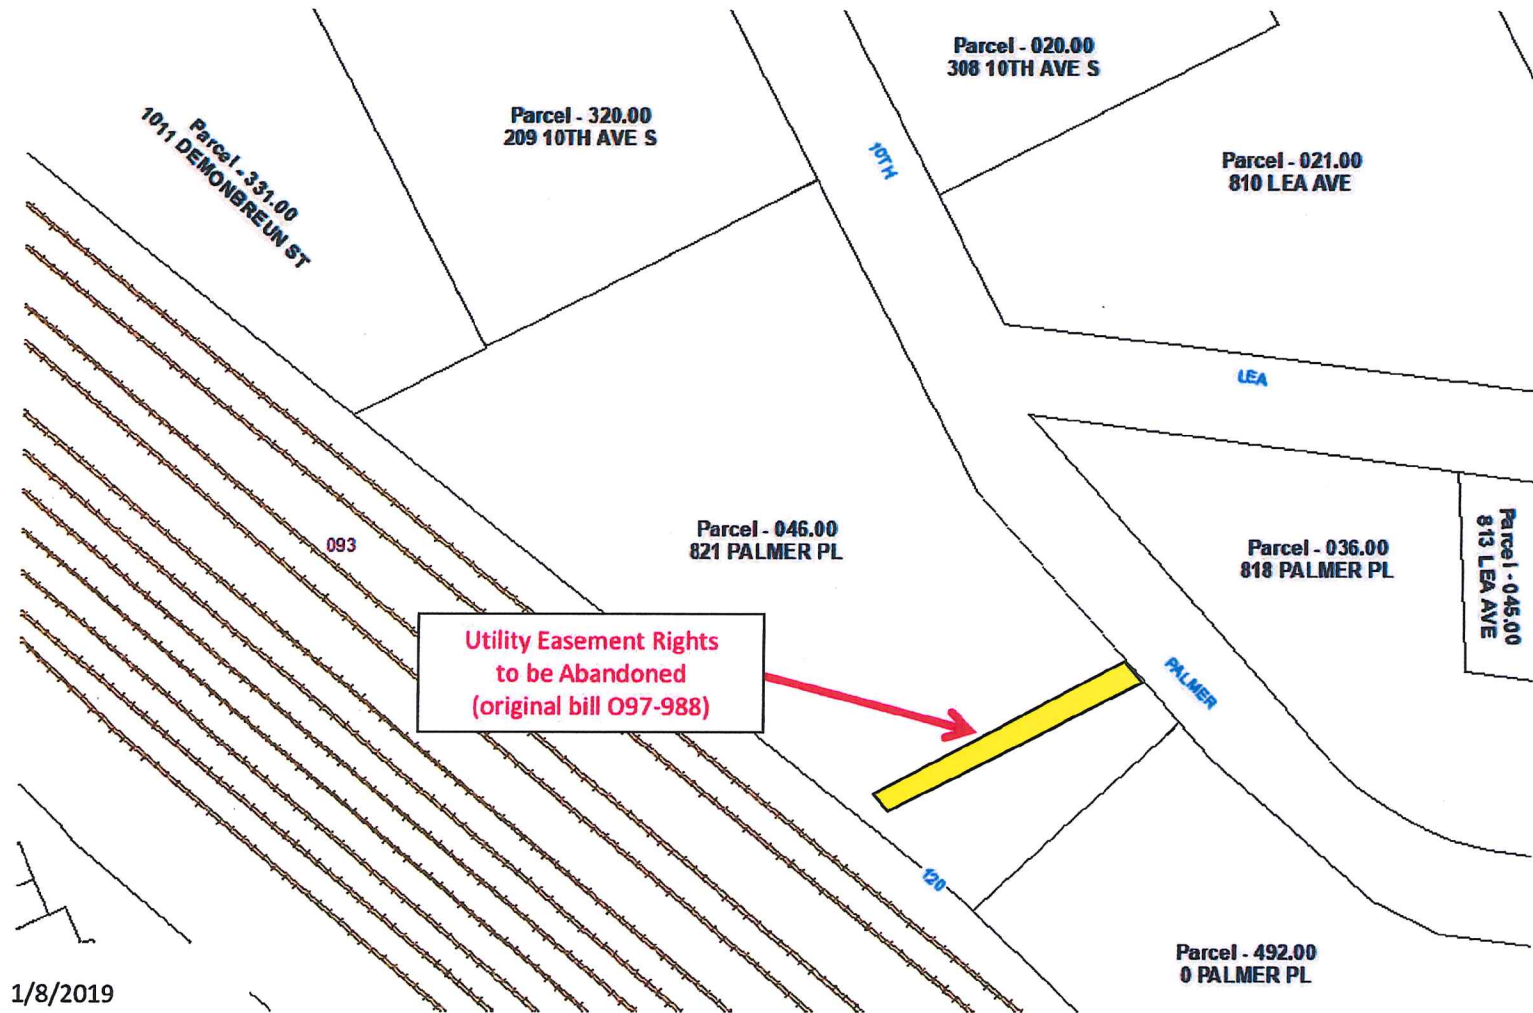 Parcel - 020.00
308 10TH AVE S
Parcel - 320.00
209 10TH AVE S
Parcel - 331.00
1011 DEMONBREUN ST
10TH
Parcel - 021.00
810 LEA AVE
LEA
Parcel - 046.00
821 PALMER PL
093
Parcel - 036.00
818 PALMER PL
Parcel - 045.00
813 LEA AVE
Utility Easement Rights
to be Abandoned
(original bill O97-988)
PALMER
120
Parcel - 492.00
0 PALMER PL
1/8/2019